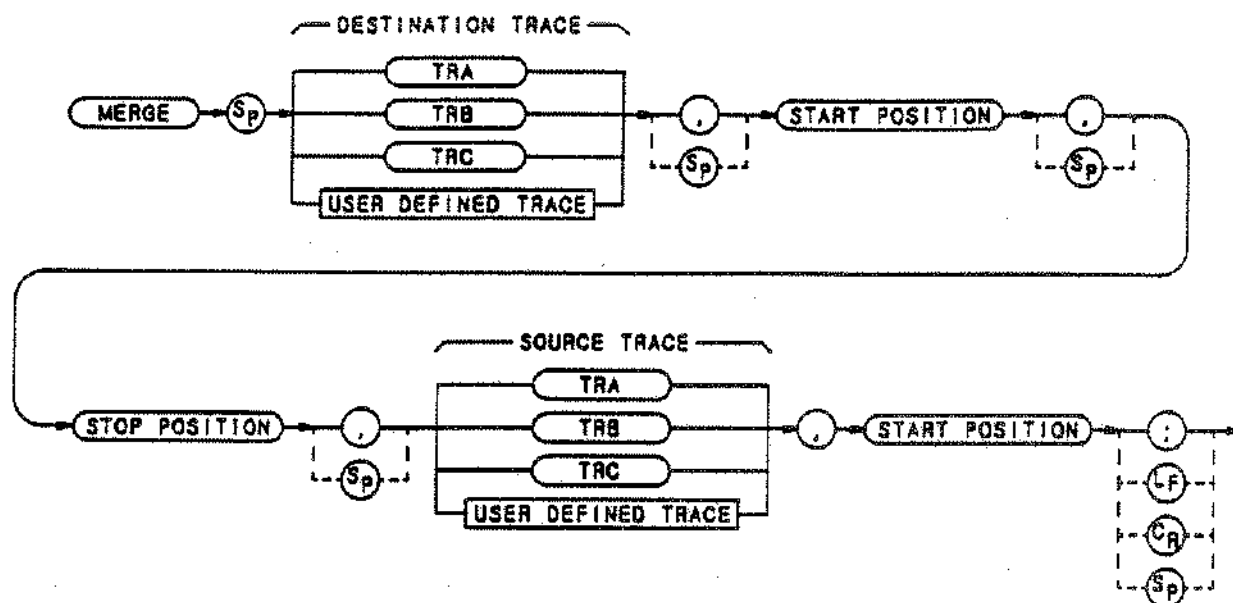 DESTINATION TRACE
TRA
MERGE SP TRB , START POSITION ,
TRC SP SP
USER DEFINED TRACE
SOURCE TRACE
TRA
STOP POSITION , TRB , START POSITION ;
SP TRC LF
USER DEFINED TRACE
CR
SP